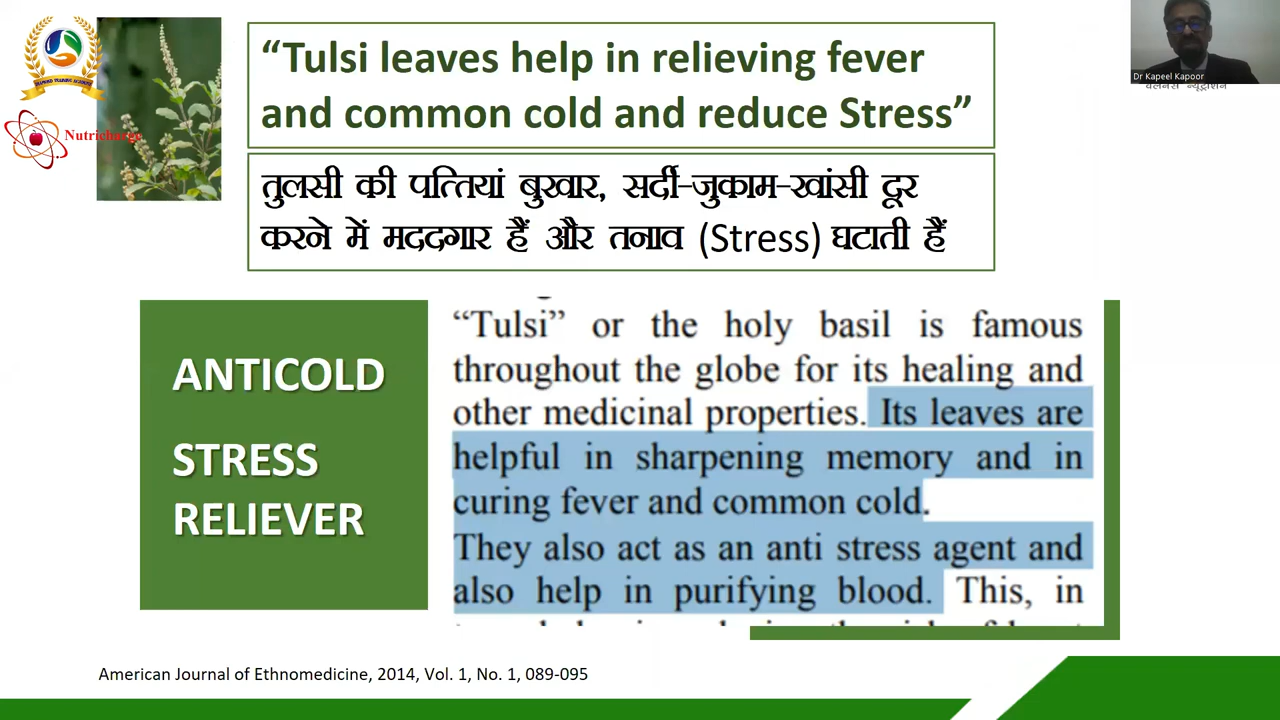 “Tulsi leaves help in relieving fever
and common cold and reduce Stress”
Nutricharge
Dr Kapeel Kapoor
तुलसी की पत्तियां बुखार, सर्दी-जुकाम-खांसी दूर
करने में मददगार हैं और तनाव (Stress) घटाती हैं
ANTICOLD
STRESS
RELIEVER
“Tulsi” or the holy basil is famous
throughout the globe for its healing and
other medicinal properties. Its leaves are
helpful in sharpening memory and in
curing fever and common cold.
They also act as an anti stress agent and
also help in purifying blood. This, in
American Journal of Ethnomedicine, 2014, Vol. 1, No. 1, 089-095